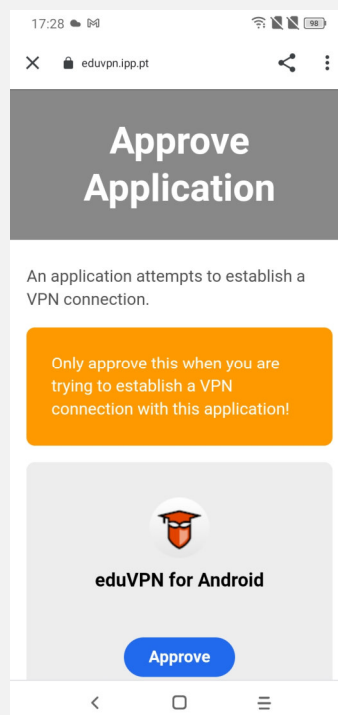 17:28
98
eduvpn.ipp.pt
Approve
Application
An application attempts to establish a
VPN connection.
Only approve this when you are
trying to establish a VPN
connection with this application!
eduVPN for Android
Approve